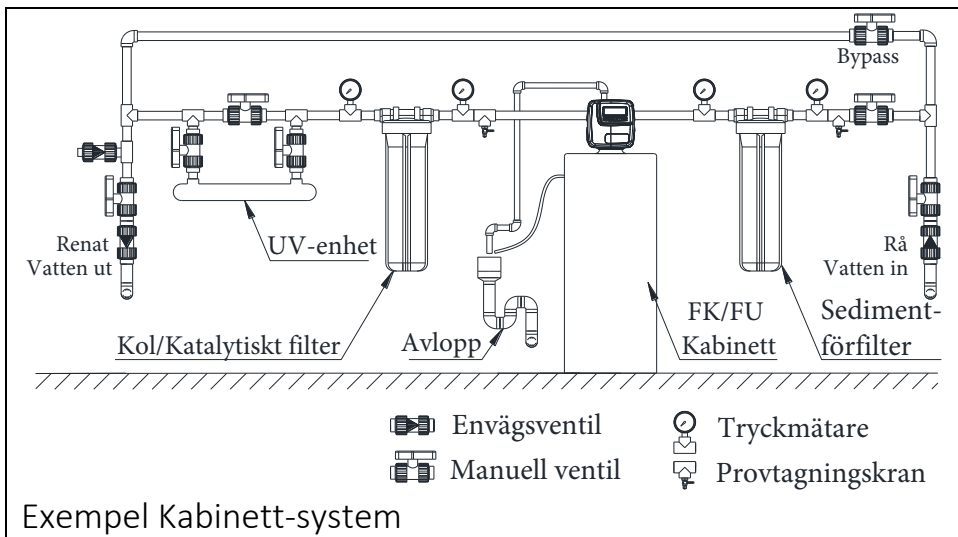 Bypass
Renat
Vatten ut
UV-enhet
Rå
Vatten in
Kol/Katalytiskt filter
Avlopp
FK/FU
Kabinett
Sediment-
förfilter
Envägsventil
Tryckmätare
Manuell ventil
Provtagningskran
Exempel Kabinett-system